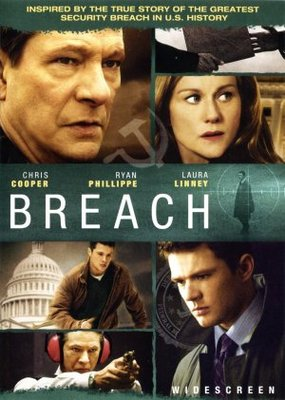 INSPIRED BY THE TRUE STORY OF THE GREATEST
SECURITY BREACH IN U.S. HISTORY
CHRIS COOPER
RYAN PHILLIPPE
LAURA LINNEY
BREACH
WIDESCREEN